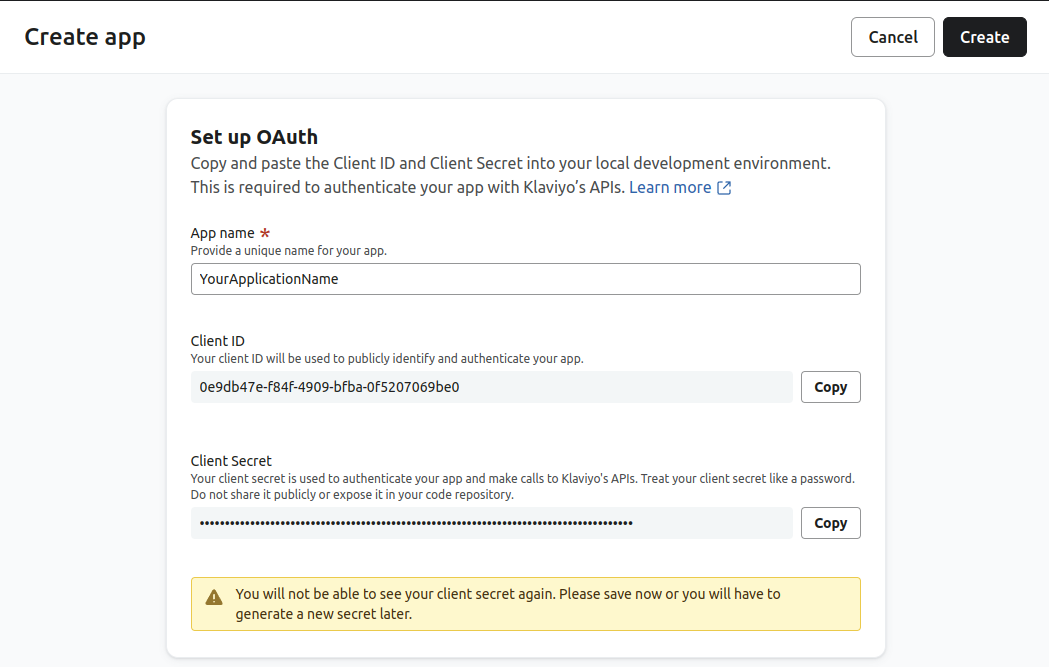 Create app
Cancel
Create
Set up OAuth
Copy and paste the Client ID and Client Secret into your local development environment.
This is required to authenticate your app with Klaviyo’s APIs. Learn more
App name *
Provide a unique name for your app.
YourApplicationName
Client ID
Your client ID will be used to publicly identify and authenticate your app.
0e9db47e-f84f-4909-bfba-0f5207069be0
Copy
Client Secret
Your client secret is used to authenticate your app and make calls to Klaviyo's APIs. Treat your client secret like a password.
Do not share it publicly or expose it in your code repository.
Copy
You will not be able to see your client secret again. Please save now or you will have to
generate a new secret later.